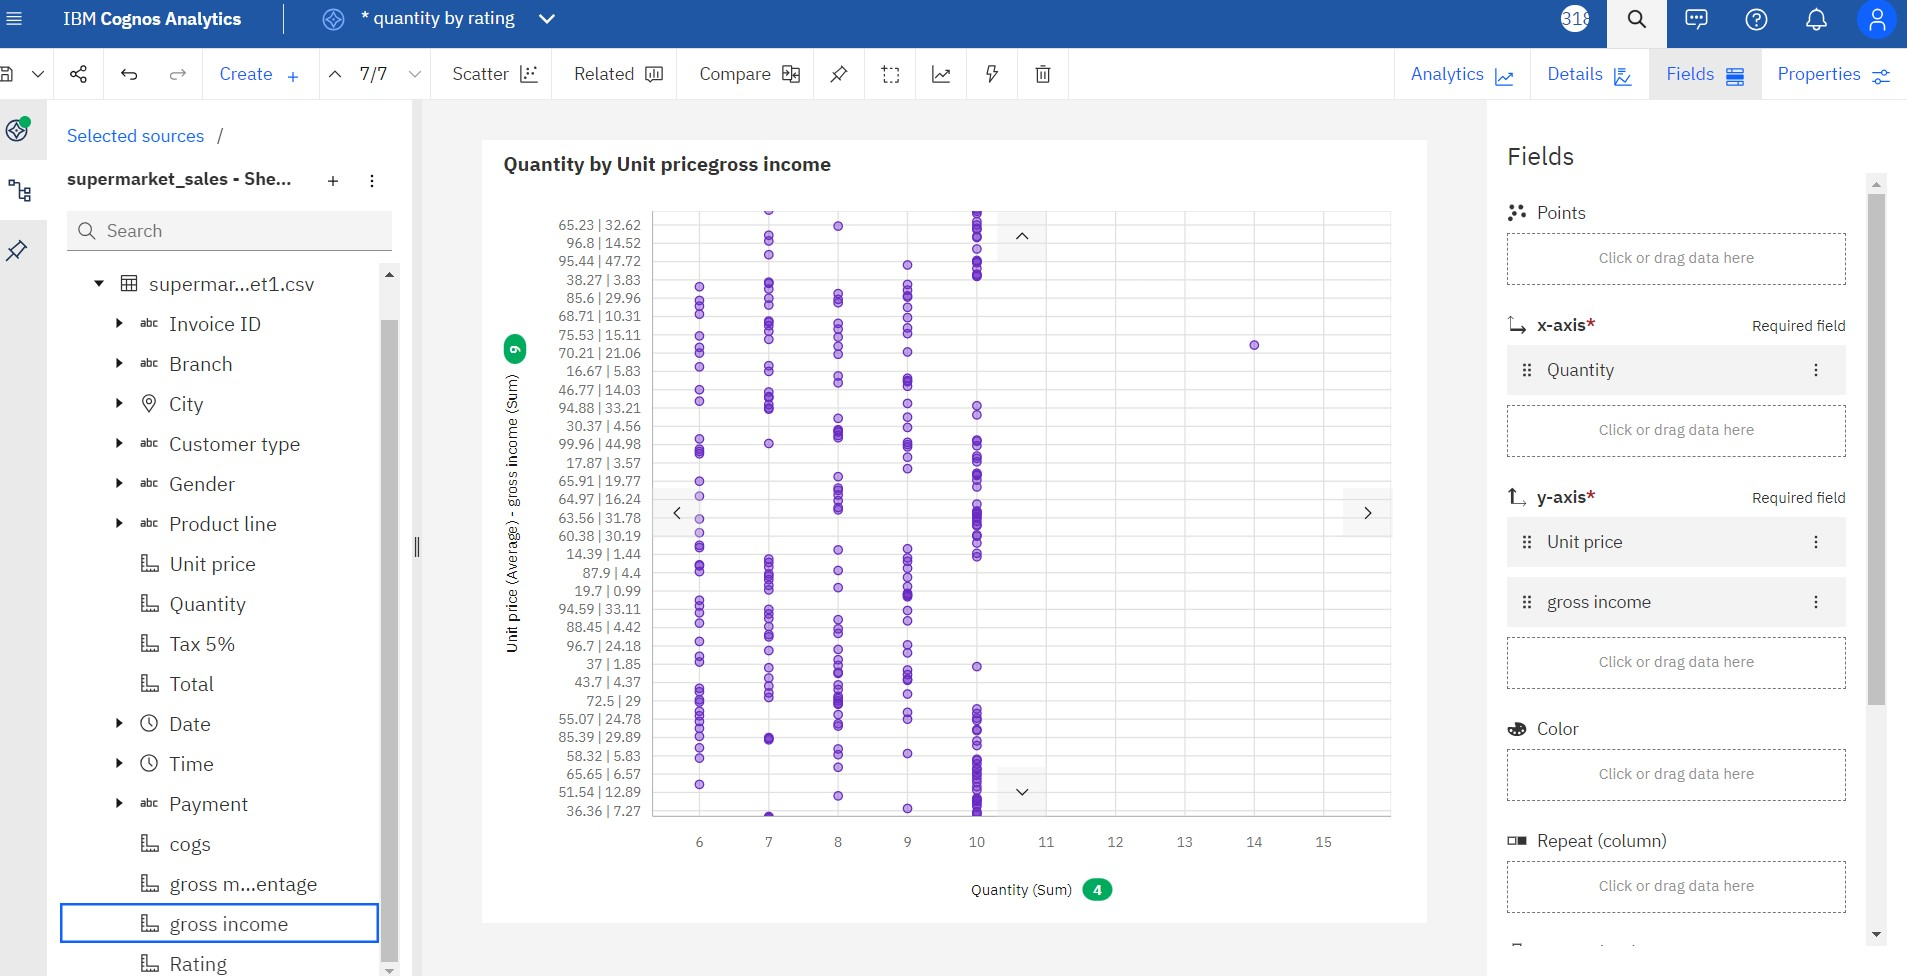 IBM Cognos Analytics
* quantity by rating
318
Create +
7/7
Scatter
Related
Compare
Analytics
Details
Fields
Properties
Selected sources /
supermarket_sales - She...
Search
supermar...et1.csv
abc Invoice ID
abc Branch
City
abc Customer type
abc Gender
abc Product line
Unit price
Quantity
Tax 5%
Total
Date
Time
abc Payment
cogs
gross m...entage
gross income
Rating
Quantity by Unit pricegross income
Unit price (Average) - gross income (Sum) 9
65.23 | 32.62
96.8 | 14.52
95.44 | 47.72
38.27 | 3.83
85.6 | 29.96
68.71 | 10.31
75.53 | 15.11
70.21 | 21.06
16.67 | 5.83
46.77 | 14.03
94.88 | 33.21
30.37 | 4.56
99.96 | 44.98
17.87 | 3.57
65.91 | 19.77
64.97 | 16.24
63.56 | 31.78
60.38 | 30.19
14.39 | 1.44
87.9 | 4.4
19.7 | 0.99
94.59 | 33.11
88.45 | 4.42
96.7 | 24.18
37 | 1.85
43.7 | 4.37
72.5 | 29
55.07 | 24.78
85.39 | 29.89
58.32 | 5.83
65.65 | 6.57
51.54 | 12.89
36.36 | 7.27
6 7 8 9 10 11 12 13 14 15
Quantity (Sum) 4
Fields
Points
Click or drag data here
x-axis* Required field
Quantity
Click or drag data here
y-axis* Required field
Unit price
gross income
Click or drag data here
Color
Click or drag data here
Repeat (column)
Click or drag data here